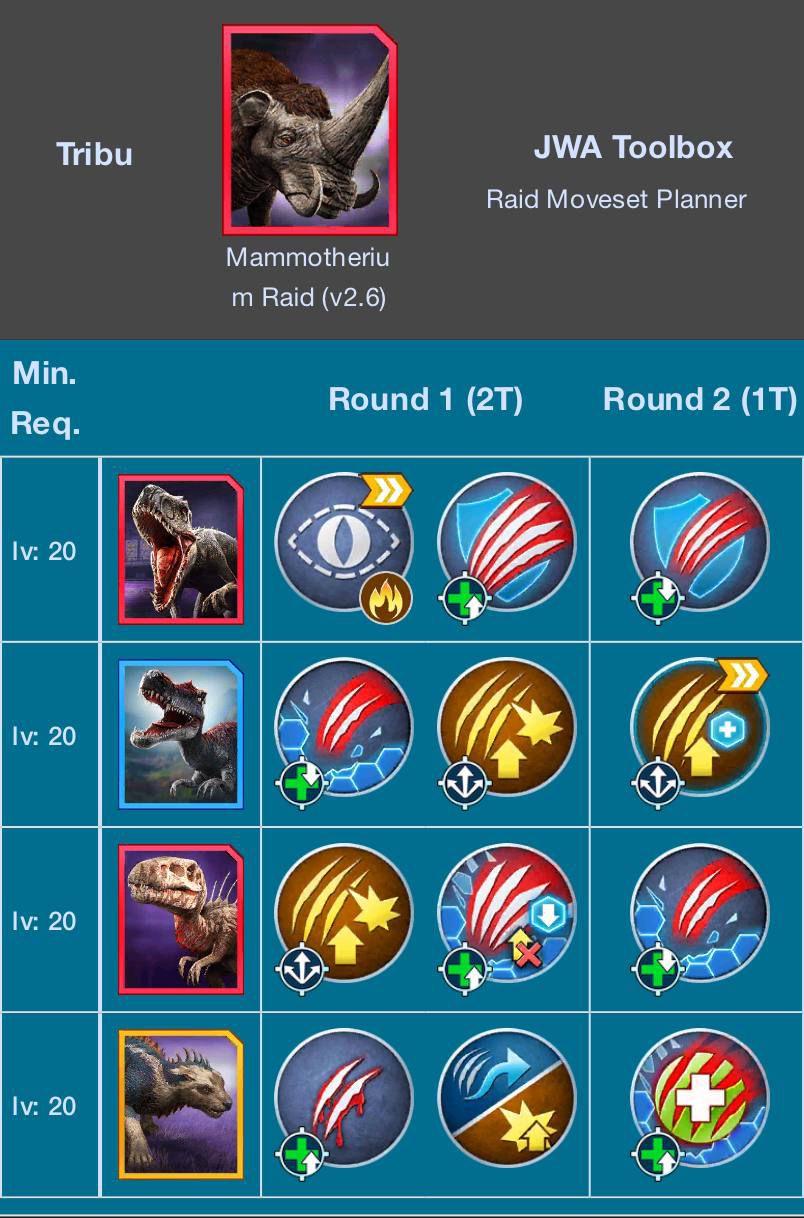 Tribu
JWA Toolbox
Raid Moveset Planner
Mammotheriu
m Raid (v2.6)
Min.
Req.
Round 1 (2T)
Round 2 (1T)
lv: 20
lv: 20
lv: 20
lv: 20